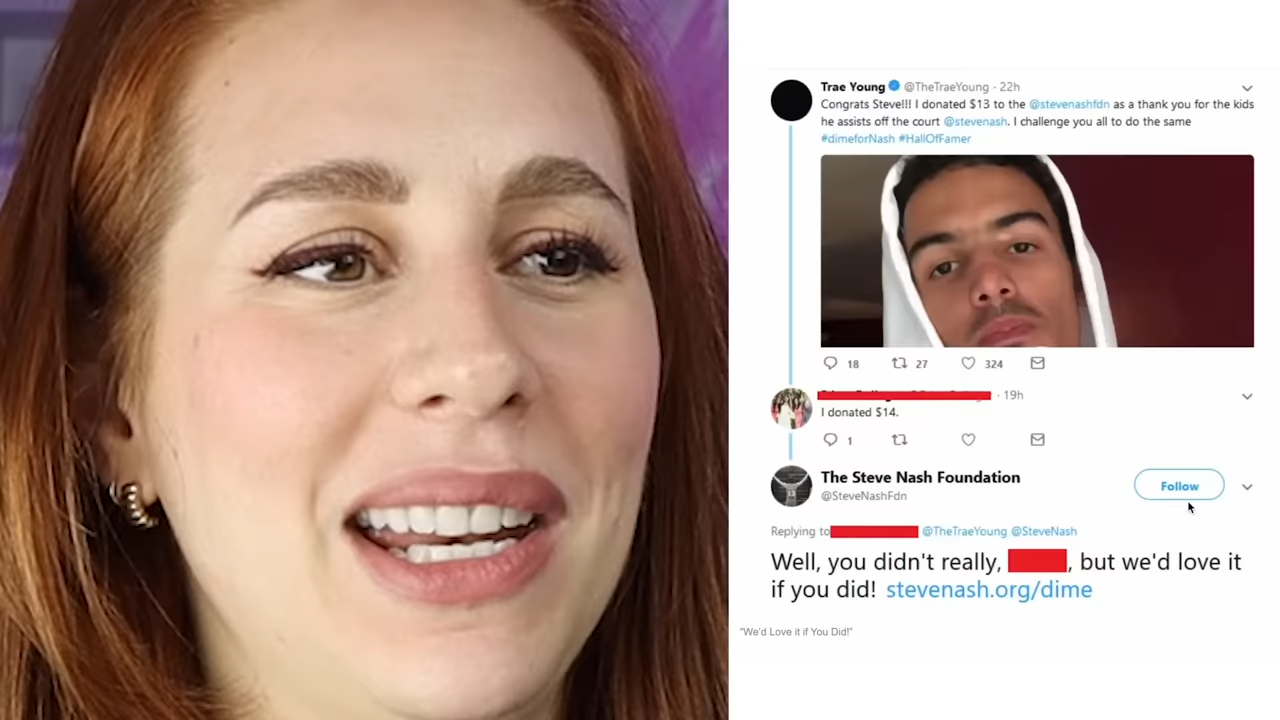 Trae Young @TheTraeYoung · 22h
Congrats Steve!!! I donated $13 to the @stevenashfdn as a thank you for the kids
he assists off the court @stevenash. I challenge you all to do the same
#dimeforNash #HallOfFamer
18 27 324
· 19h
I donated $14.
1
The Steve Nash Foundation
Follow
@SteveNashFdn
Replying to @TheTraeYoung @SteveNash
Well, you didn't really, , but we'd love it
if you did! stevenash.org/dime
"We'd Love it if You Did!"